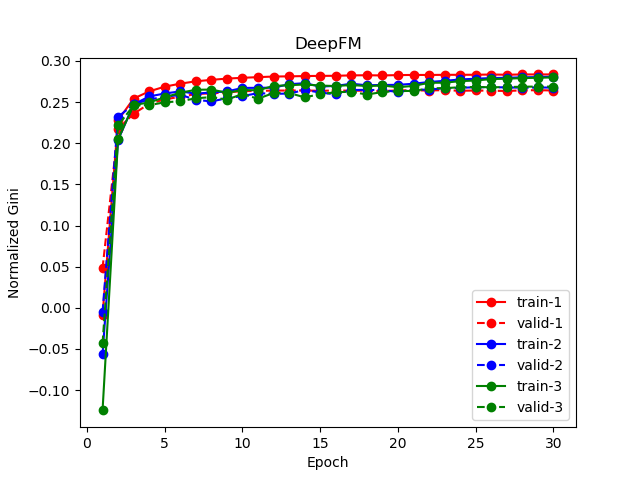 DeepFM
Normalized Gini
0.30
0.25
0.20
0.15
0.10
0.05
0.00
−0.05
−0.10
0
5
10
15
20
25
30
Epoch
train-1
valid-1
train-2
valid-2
train-3
valid-3